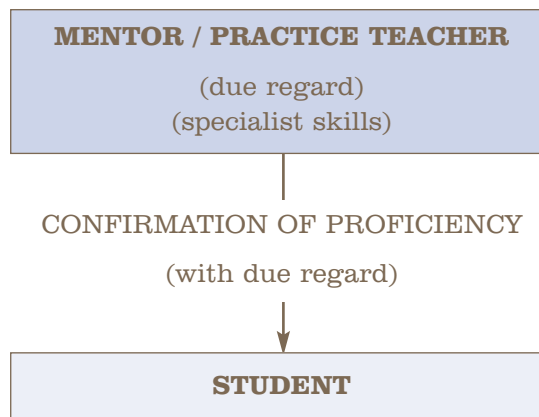 MENTOR / PRACTICE TEACHER
(due regard)
(specialist skills)
CONFIRMATION OF PROFICIENCY
(with due regard)
STUDENT